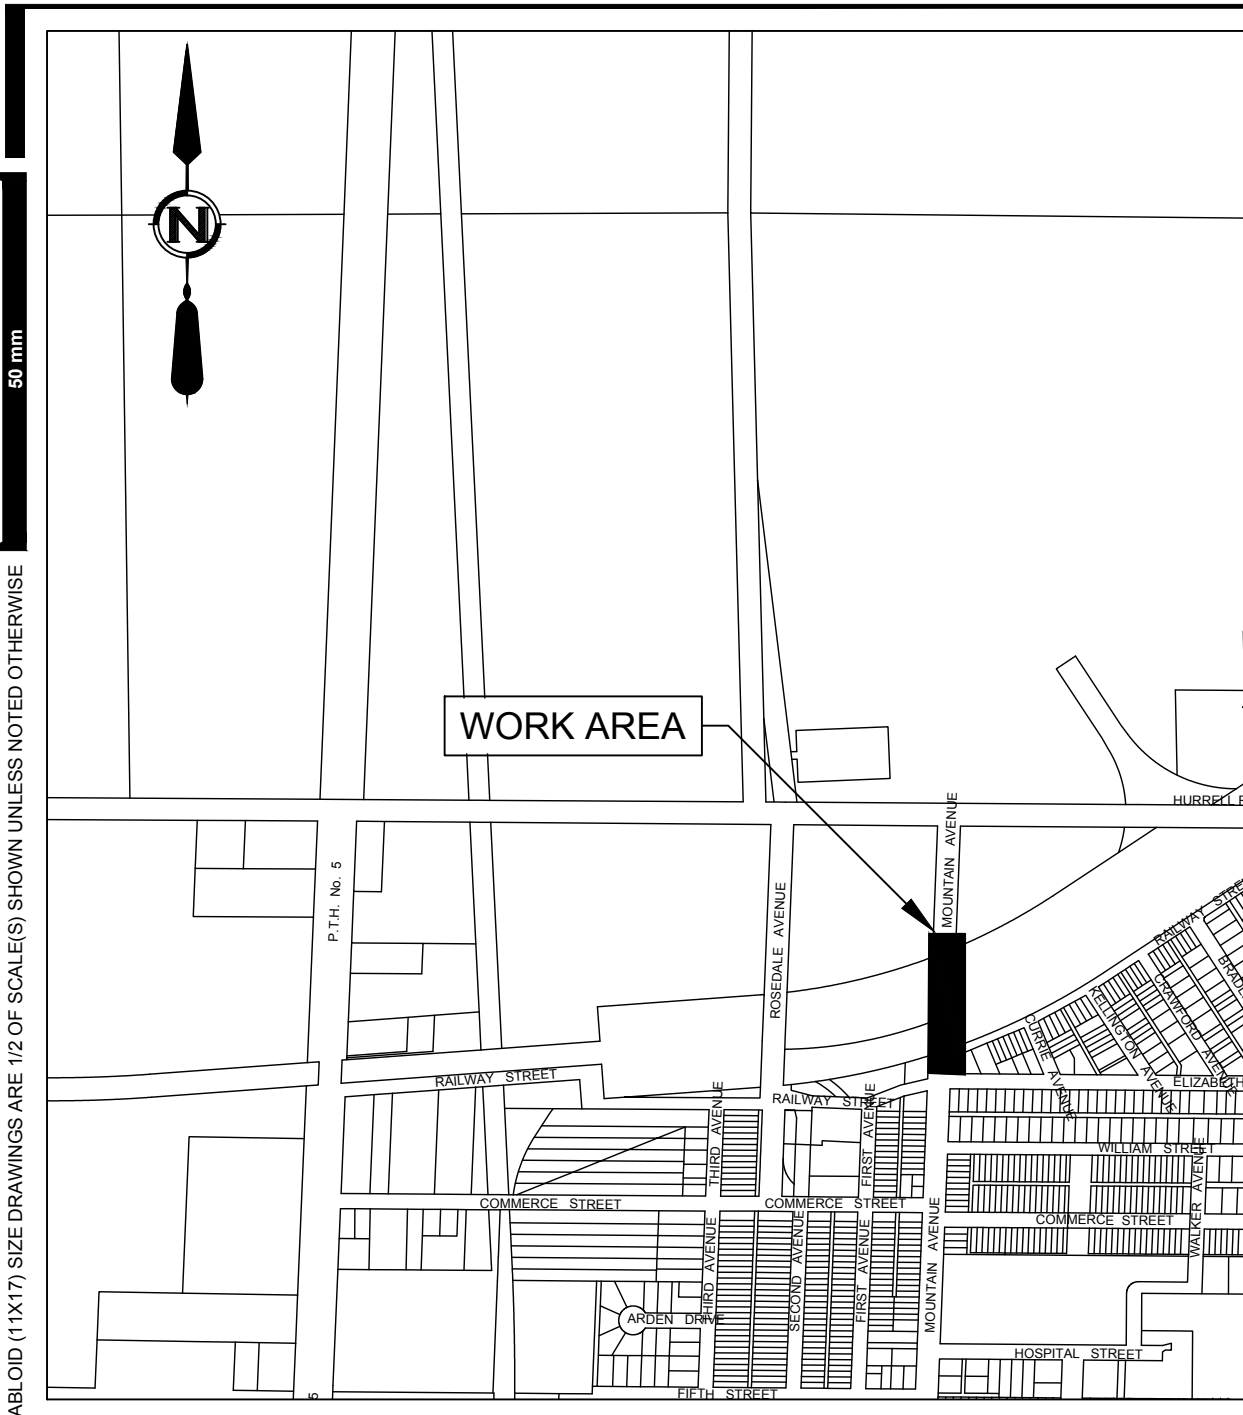 N
50 mm
ABLOID (11X17) SIZE DRAWINGS ARE 1/2 OF SCALE(S) SHOWN UNLESS NOTED OTHERWISE
WORK AREA
HURRELL
MOUNTAIN AVENUE
P.T.H. No. 5
ROSEDALE AVENUE
RAILWAY STREET
BRADE
CRAWFORD AVENUE
KELLINGTON AVENUE
CURRIE AVENUE
RAILWAY STREET
ELIZABETH
RAILWAY STREET
THIRD AVENUE
FIRST AVENUE
WILLIAM STREET
COMMERCE STREET
COMMERCE STREET
COMMERCE STREET
WALKER AVENUE
THIRD AVENUE
SECOND AVENUE
FIRST AVENUE
MOUNTAIN AVENUE
ARDEN DRIVE
HOSPITAL STREET
FIFTH STREET
5